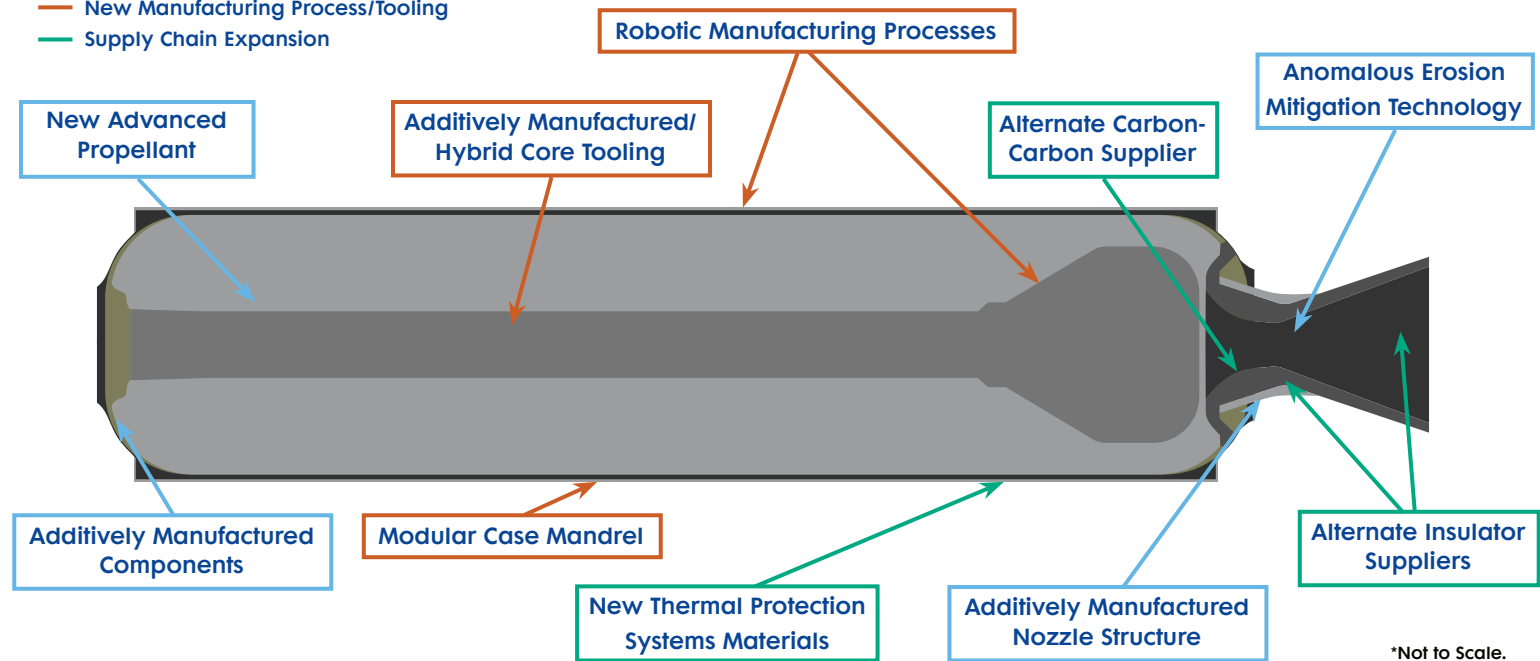 New Manufacturing Process/Tooling
Supply Chain Expansion
Robotic Manufacturing Processes
Anomalous Erosion
Mitigation Technology
New Advanced
Propellant
Additively Manufactured/
Hybrid Core Tooling
Alternate Carbon-
Carbon Supplier
Additively Manufactured
Components
Modular Case Mandrel
New Thermal Protection
Systems Materials
Additively Manufactured
Nozzle Structure
Alternate Insulator
Suppliers
*Not to Scale.